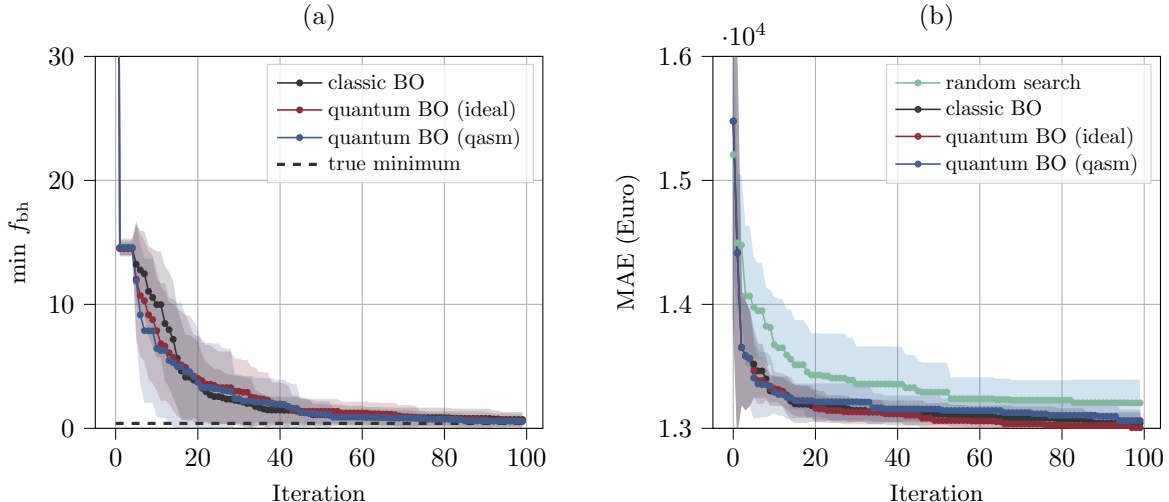 (a)
30
20
10
0
0
20
40
60
80
100
min f_bh
Iteration
classic BO
quantum BO (ideal)
quantum BO (qasm)
true minimum
(b)
·10^4
1.6
1.5
1.4
1.3
0
20
40
60
80
100
MAE (Euro)
Iteration
random search
classic BO
quantum BO (ideal)
quantum BO (qasm)